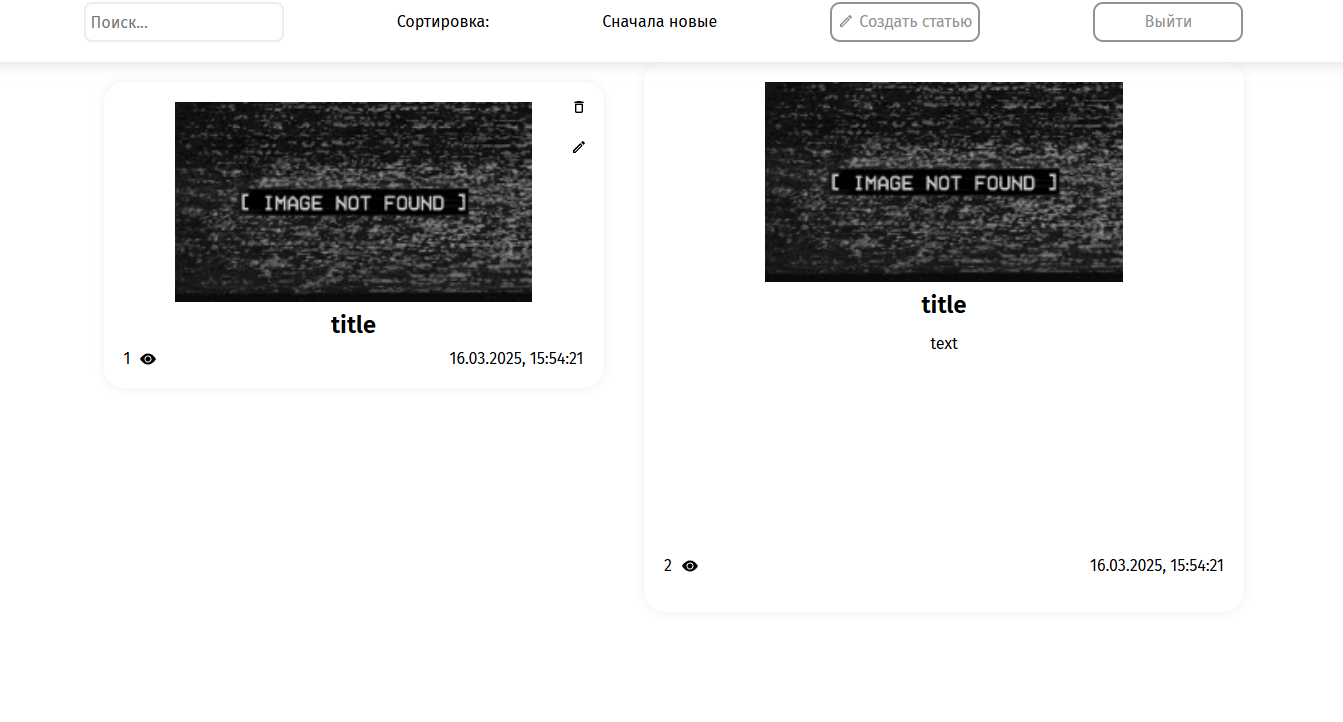 Поиск...
Сортировка:
Сначала новые
Создать статью
Выйти
[ IMAGE NOT FOUND ]
title
1
16.03.2025, 15:54:21
[ IMAGE NOT FOUND ]
title
text
2
16.03.2025, 15:54:21